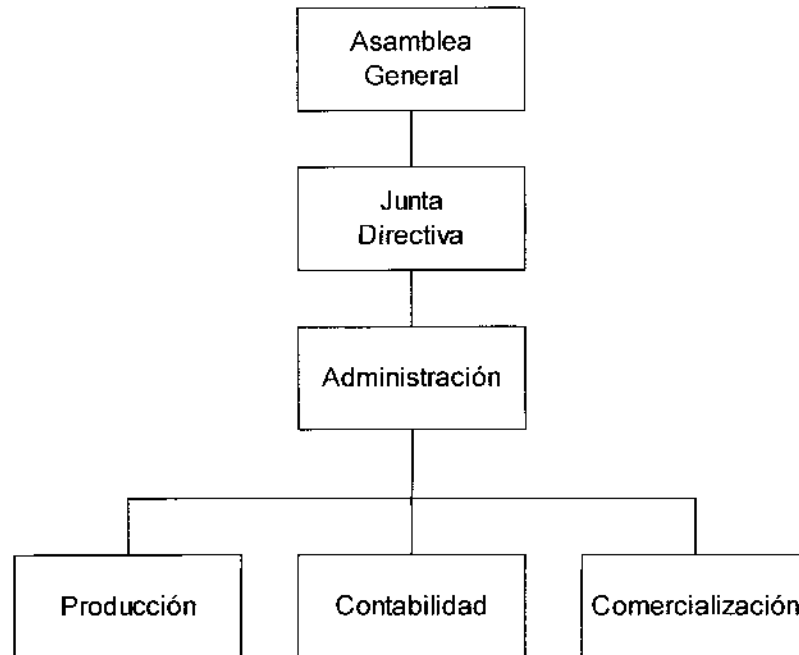 Asamblea
General
Junta
Directiva
Administración
Producción
Contabilidad
Comercialización